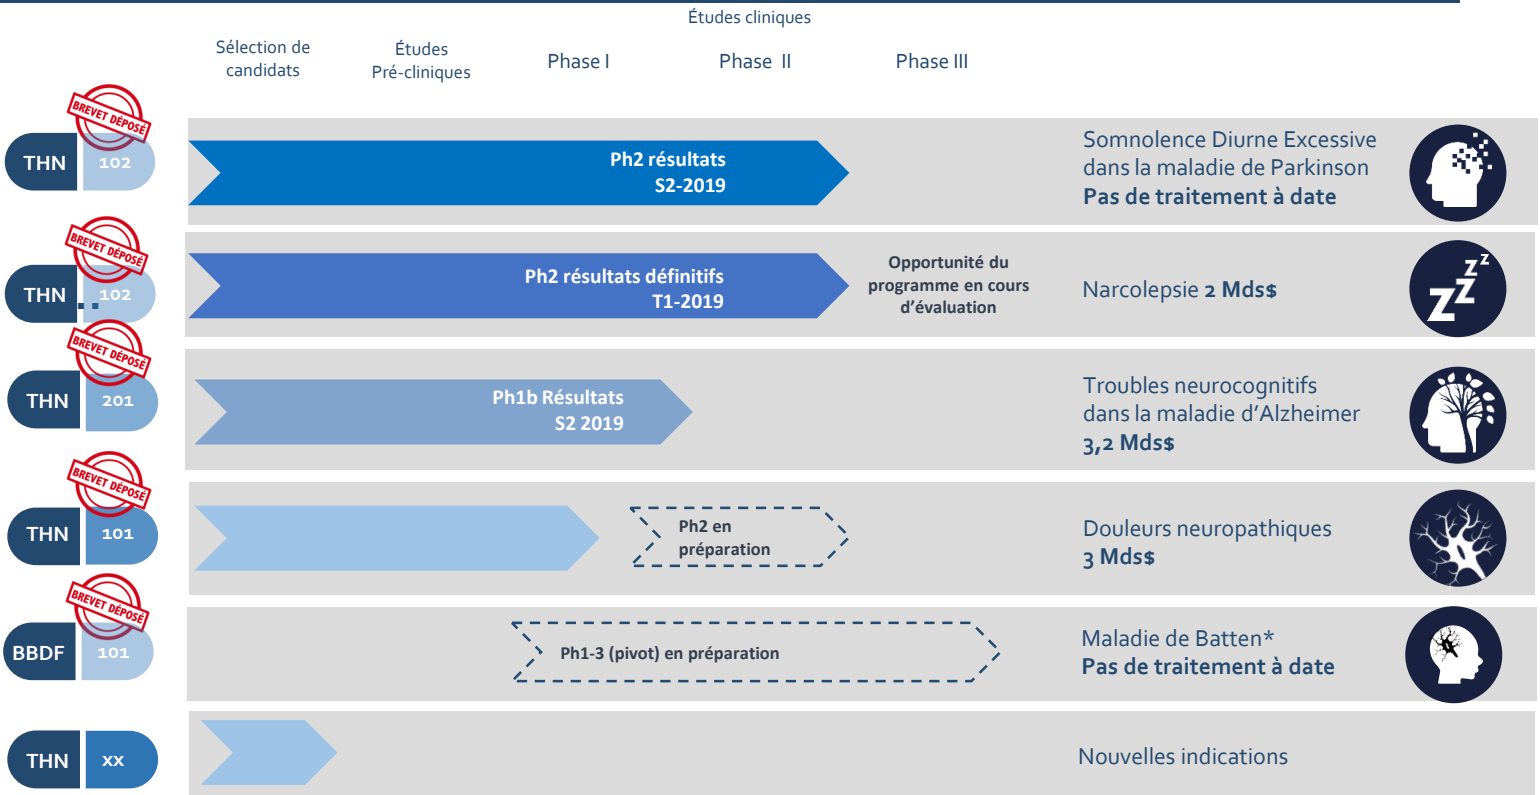 Études cliniques
Sélection de
candidats
Études
Pré-cliniques
Phase I
Phase II
Phase III
BREVET DÉPOSÉ
THN 102
Ph2 résultats
S2-2019
Somnolence Diurne Excessive
dans la maladie de Parkinson
Pas de traitement à date
BREVET DÉPOSÉ
THN 102
Ph2 résultats définitifs
T1-2019
Opportunité du
programme en cours
d'évaluation
Narcolepsie 2 Mds$
zzz
BREVET DÉPOSÉ
THN 201
Ph1b Résultats
S2 2019
Troubles neurocognitifs
dans la maladie d'Alzheimer
3,2 Mds$
BREVET DÉPOSÉ
THN 101
Ph2 en
préparation
Douleurs neuropathiques
3 Mds$
BREVET DÉPOSÉ
BBDF 101
Ph1-3 (pivot) en préparation
Maladie de Batten*
Pas de traitement à date
THN xx
Nouvelles indications